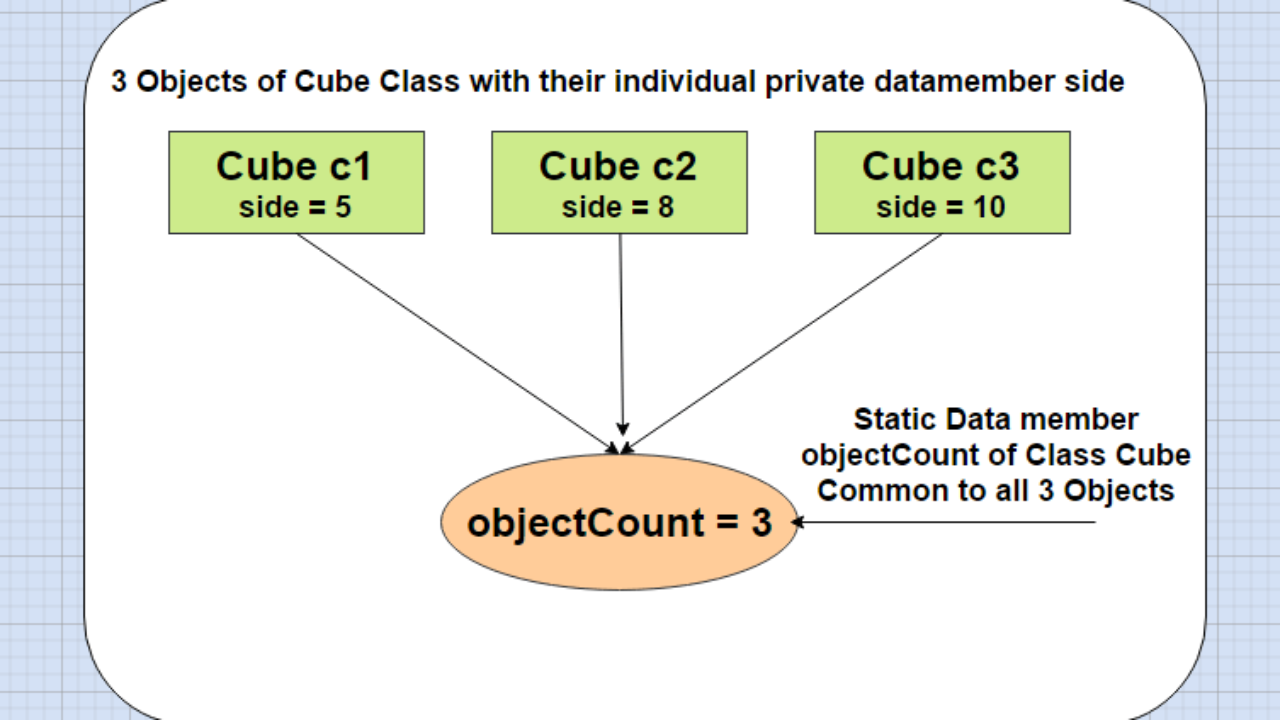 3 Objects of Cube Class with their individual private datamember side
Cube c1
side = 5
Cube c2
side = 8
Cube c3
side = 10
Static Data member
objectCount of Class Cube
Common to all 3 Objects
objectCount = 3